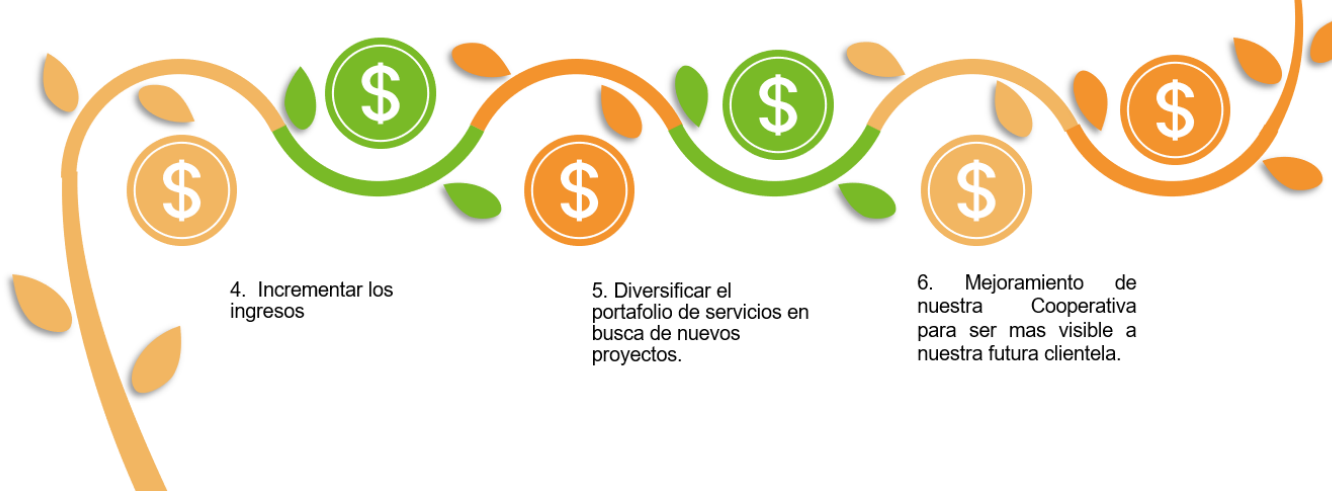 $
$
$
$
$
$
4. Incrementar los
ingresos
5. Diversificar el
portafolio de servicios en
busca de nuevos
proyectos.
6. Mejoramiento de
nuestra Cooperativa
para ser mas visible a
nuestra futura clientela.